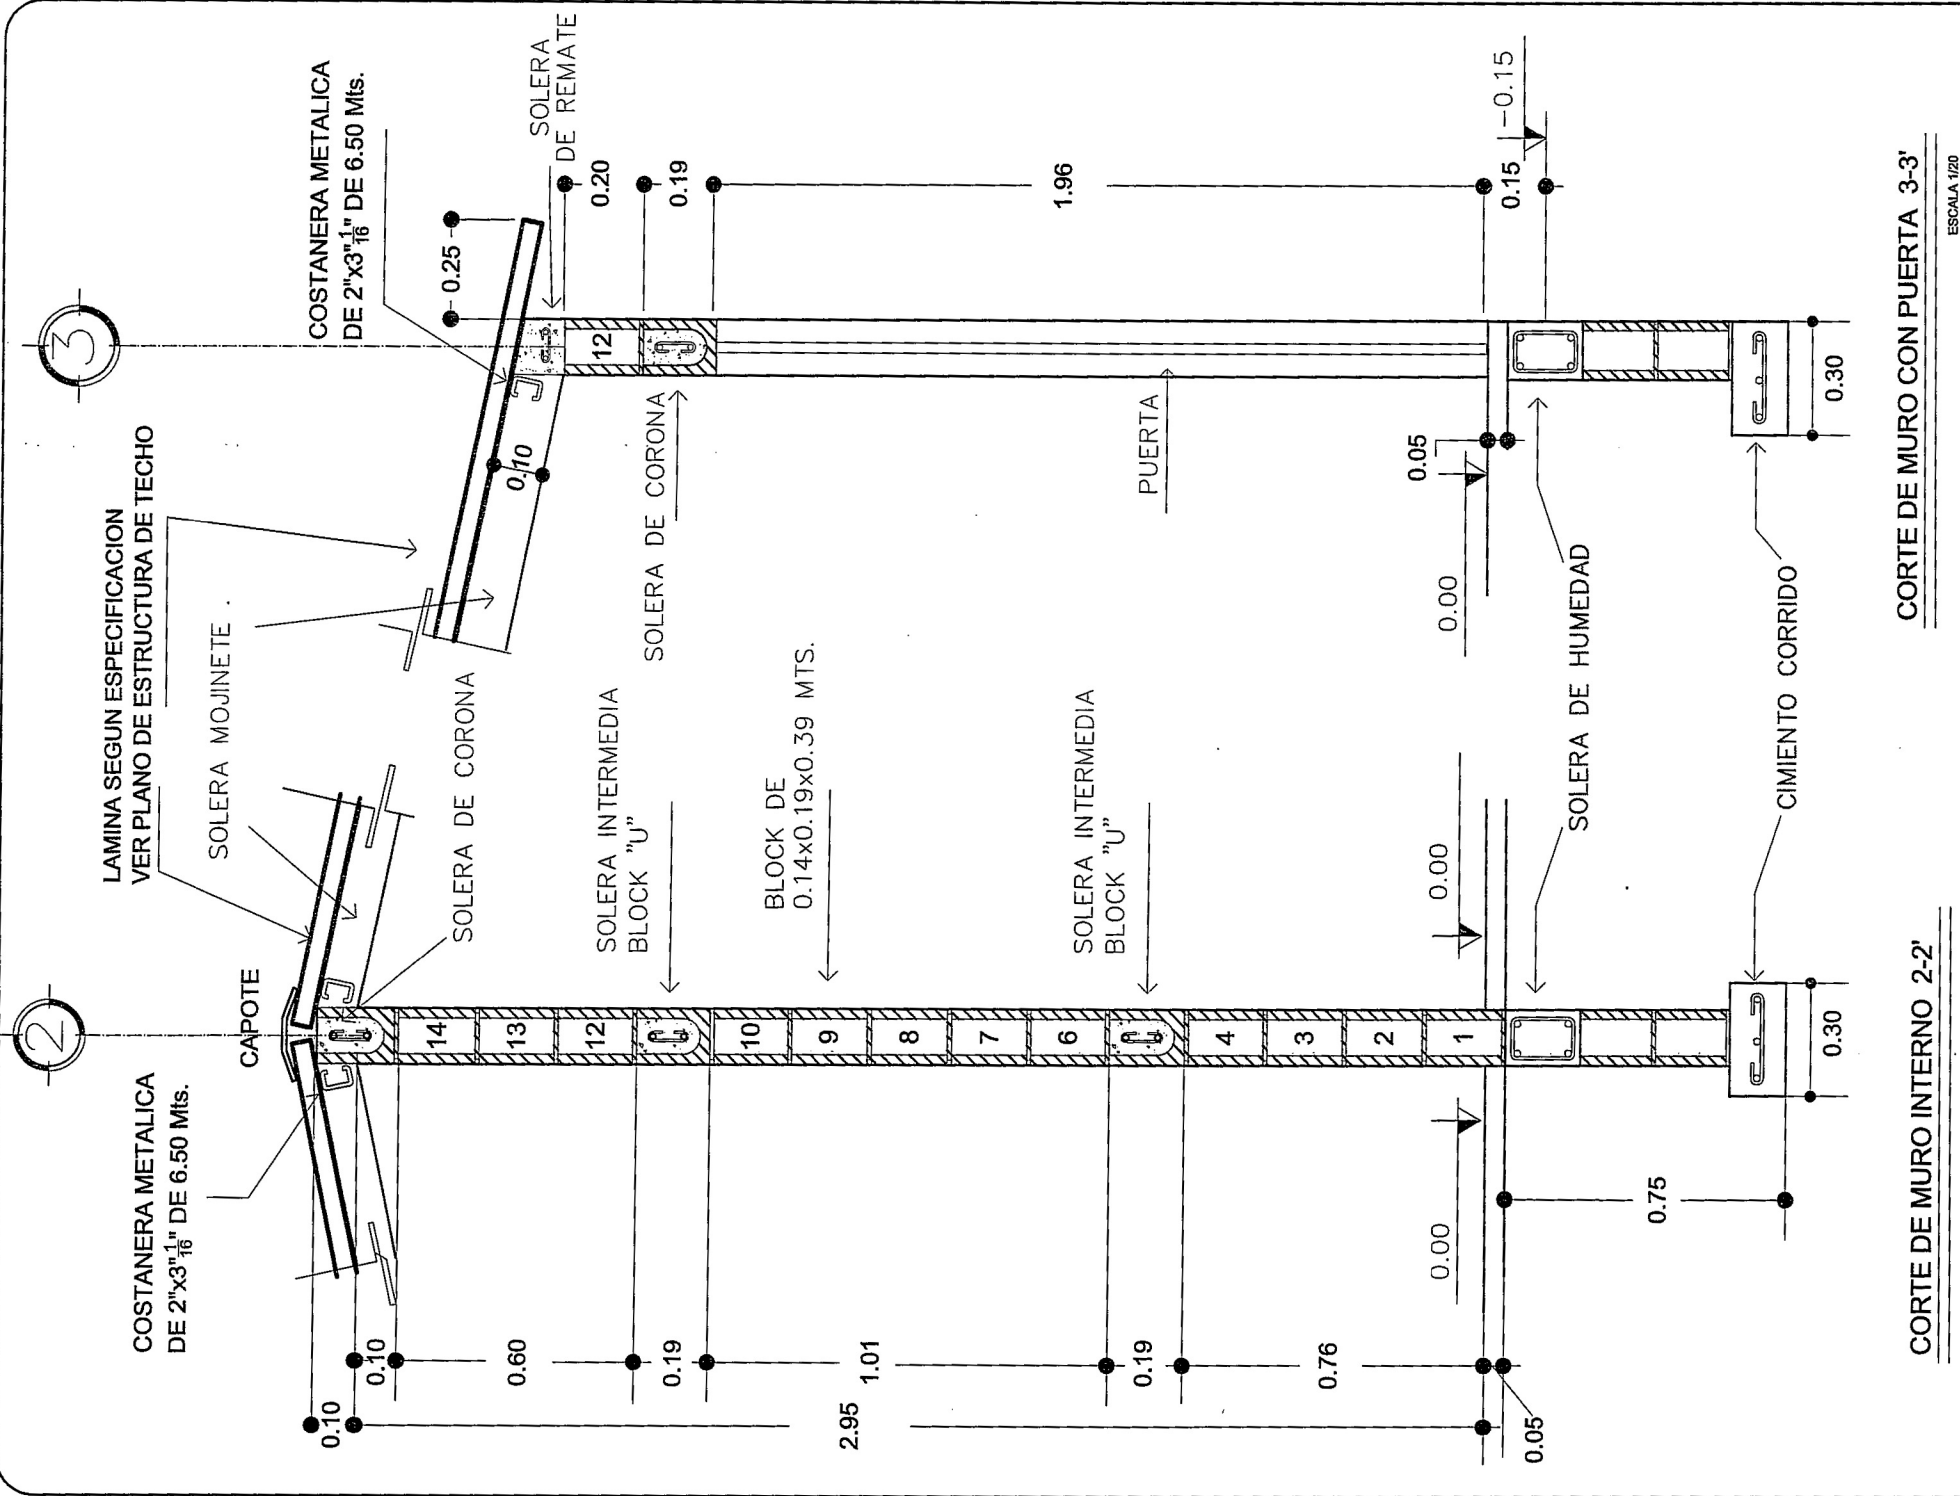 2
3
COSTANERA METALICA
DE 2"x3"1/16" DE 6.50 Mts.
CAPOTE
LAMINA SEGUN ESPECIFICACION
VER PLANO DE ESTRUCTURA DE TECHO
SOLERA MOJINETE
SOLERA DE CORONA
SOLERA INTERMEDIA
BLOCK "U"
BLOCK DE
0.14x0.19x0.39 MTS.
SOLERA INTERMEDIA
BLOCK "U"
14
13
12
10
9
8
7
6
4
3
2
1
0.10
0.10
0.60
0.19
1.01
0.19
0.76
2.95
0.05
0.00
0.00
0.75
0.30
CORTE DE MURO INTERNO 2-2'
COSTANERA METALICA
DE 2"x3"1/16" DE 6.50 Mts.
SOLERA
DE REMATE
0.25
0.10
0.20
0.19
1.96
0.15
-0.15
12
SOLERA DE CORONA
PUERTA
0.05
0.00
SOLERA DE HUMEDAD
CIMIENTO CORRIDO
0.30
CORTE DE MURO CON PUERTA 3-3'
ESCALA 1/20